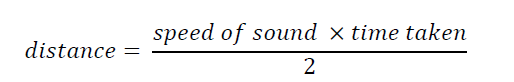 distance = speed of sound × time taken / 2